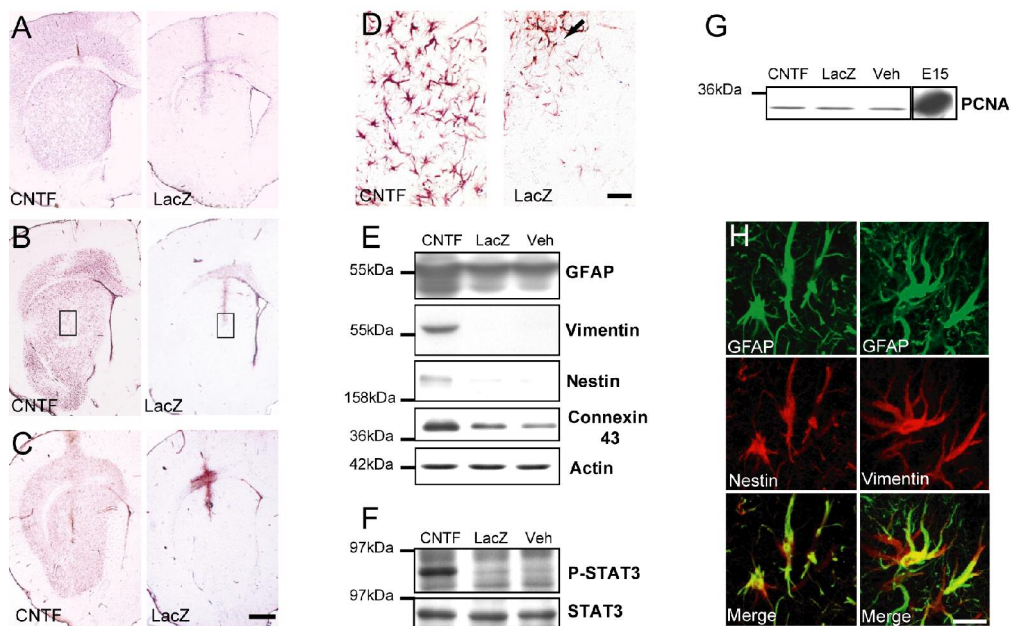 A
CNTF
LacZ
B
CNTF
LacZ
C
CNTF
LacZ
D
CNTF
LacZ
E
CNTF LacZ Veh
55kDa
GFAP
55kDa
Vimentin
Nestin
158kDa
Connexin
43
36kDa
42kDa
Actin
F
CNTF LacZ Veh
97kDa
P-STAT3
97kDa
STAT3
G
CNTF LacZ Veh E15
36kDa
PCNA
H
GFAP
GFAP
Nestin
Vimentin
Merge
Merge